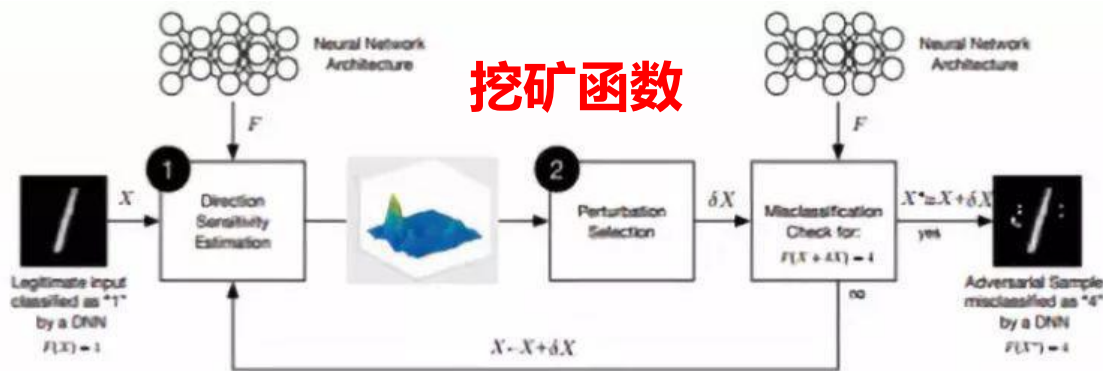 Neural Network
Architecture
挖矿函数
Neural Network
Architecture
F
F
1
2
X
Direction
Sensitivity
Estimation
Perturbation
Selection
δX
Misclassification
Check for:
F(X + δX) = 4
X*=X+δX
yes
no
Legitimate input
classified as "1"
by a DNN
F(X) = 1
Adversarial Sample
misclassified as "4"
by a DNN
F(X*) = 4
X←X+δX